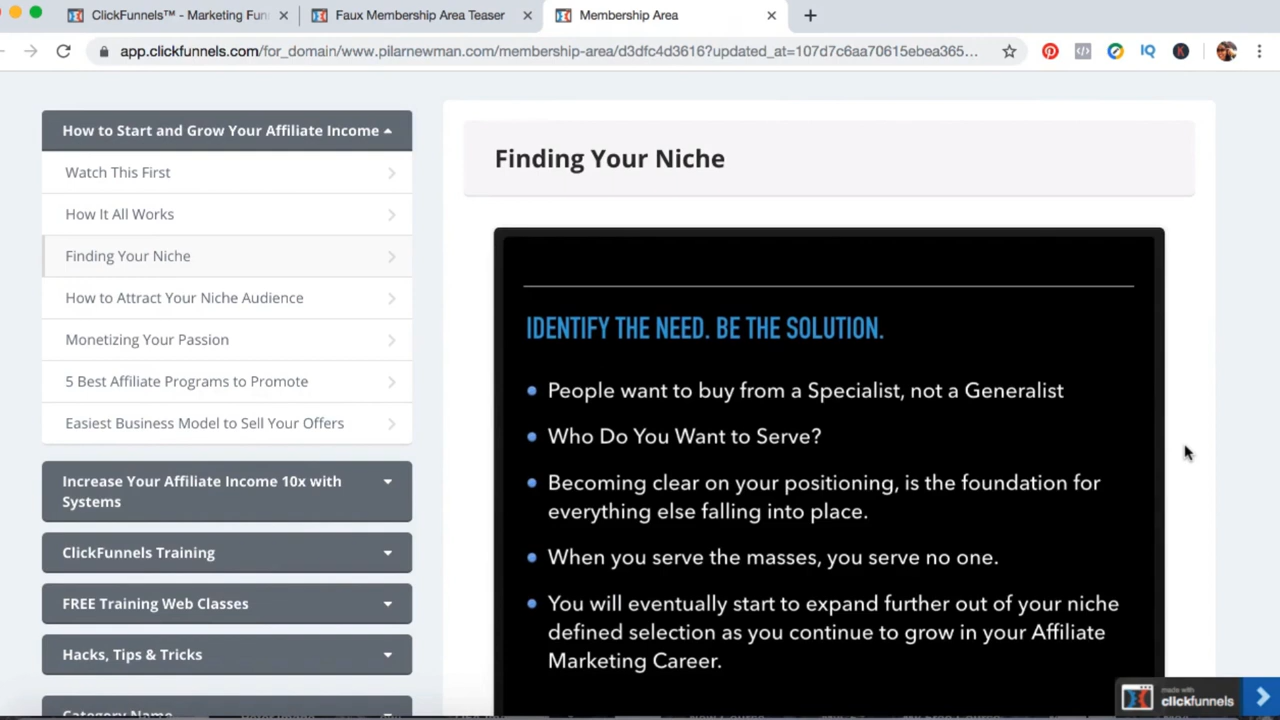 ClickFunnels™ - Marketing Fun
Faux Membership Area Teaser
Membership Area
app.clickfunnels.com/for_domain/www.pilarnewman.com/membership-area/d3dfc4d3616?updated_at=107d7c6aa70615ebea365...
IQ
K
How to Start and Grow Your Affiliate Income
Watch This First
How It All Works
Finding Your Niche
How to Attract Your Niche Audience
Monetizing Your Passion
5 Best Affiliate Programs to Promote
Easiest Business Model to Sell Your Offers
Increase Your Affiliate Income 10x with
Systems
ClickFunnels Training
FREE Training Web Classes
Hacks, Tips & Tricks
Category Name
Finding Your Niche
IDENTIFY THE NEED. BE THE SOLUTION.
People want to buy from a Specialist, not a Generalist
Who Do You Want to Serve?
Becoming clear on your positioning, is the foundation for
everything else falling into place.
When you serve the masses, you serve no one.
You will eventually start to expand further out of your niche
defined selection as you continue to grow in your Affiliate
Marketing Career.
made with
clickfunnels